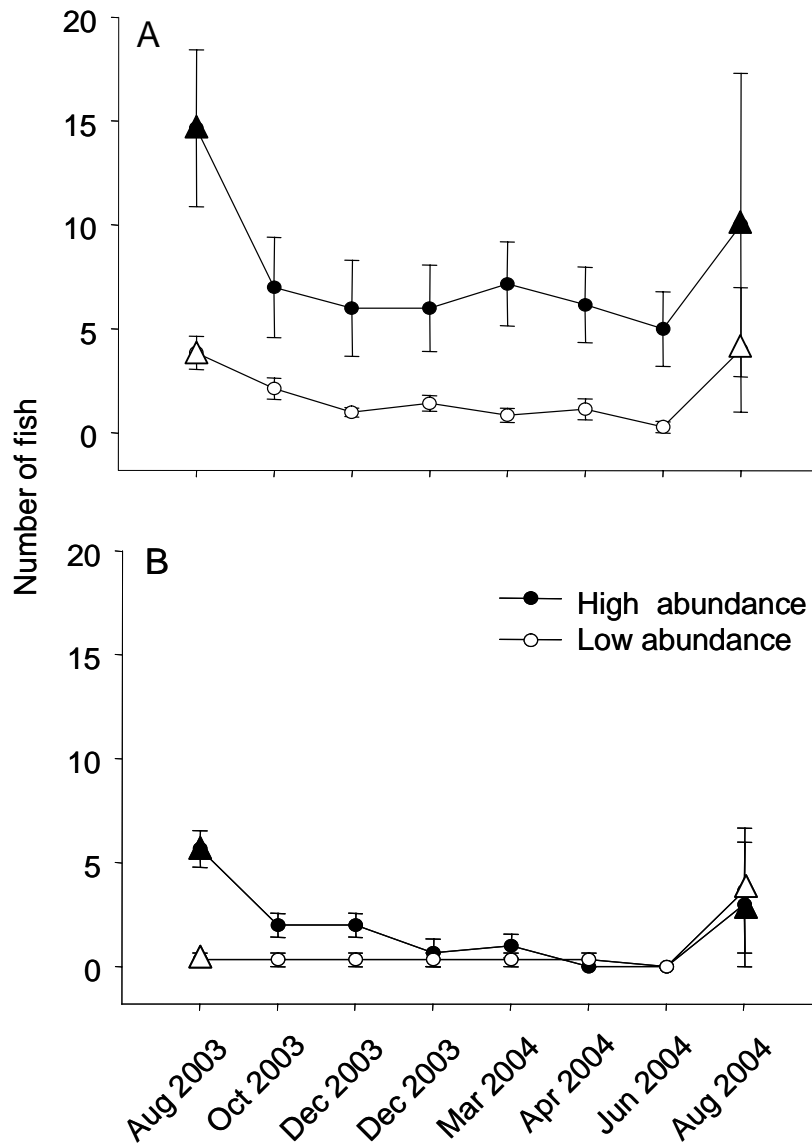 A
20
15
10
5
0
Number of fish
B
20
15
10
5
0
High abundance
Low abundance
Aug 2003
Oct 2003
Dec 2003
Dec 2003
Mar 2004
Apr 2004
Jun 2004
Aug 2004